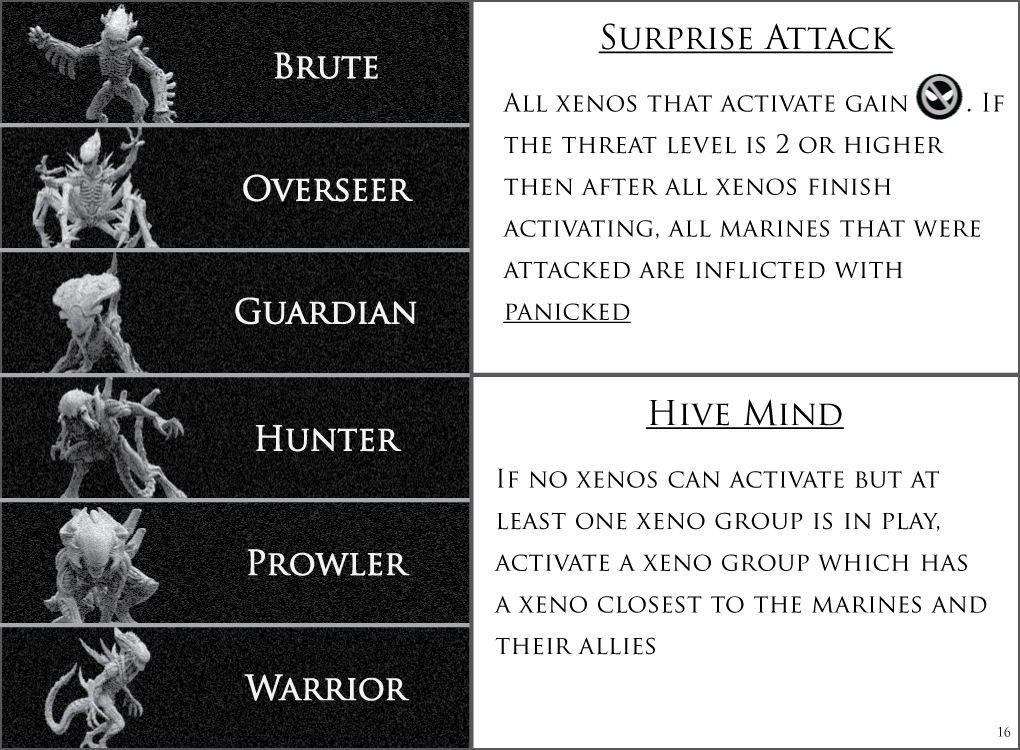 Brute
Overseer
Guardian
Hunter
Prowler
Warrior
Surprise Attack
All xenos that activate gain . If
the threat level is 2 or higher
then after all xenos finish
activating, all marines that were
attacked are inflicted with
panicked
Hive Mind
If no xenos can activate but at
least one xeno group is in play,
activate a xeno group which has
a xeno closest to the marines and
their allies
16